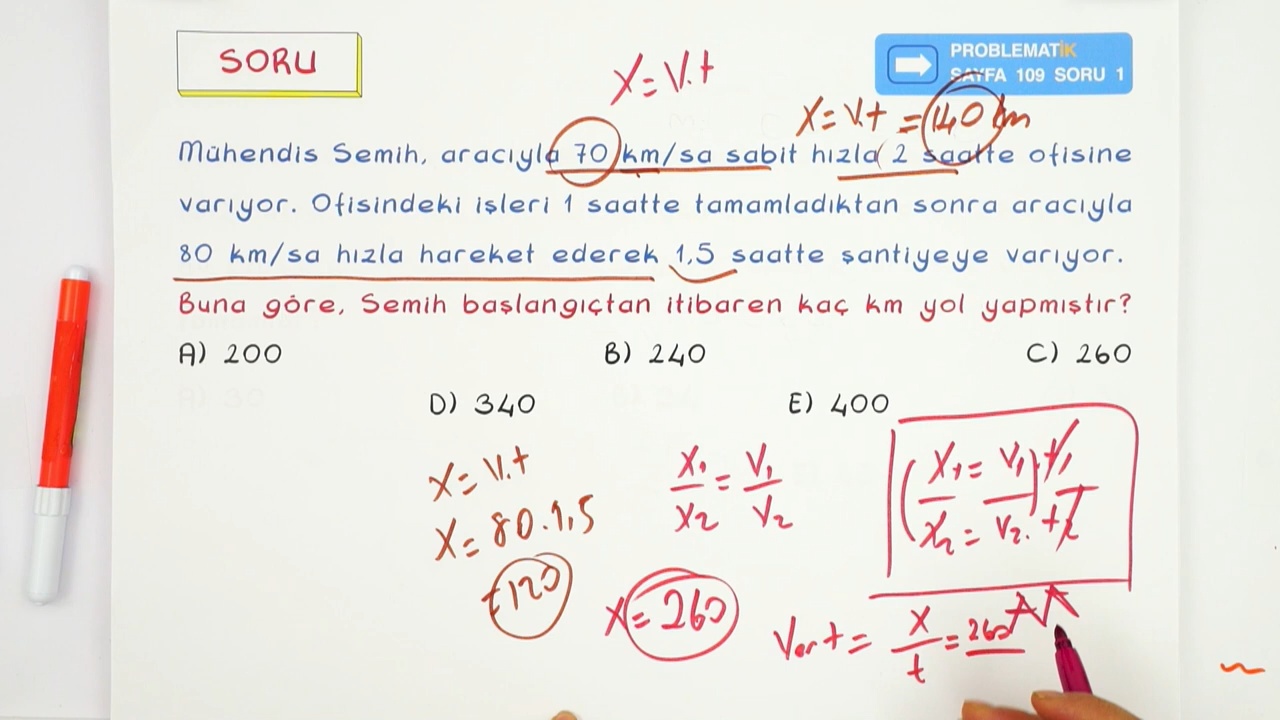 SORU
PROBLEMATİK
SAYFA 109 SORU 1
X = V.t
X = V.t = 140 km
Mühendis Semih, aracıyla 70 km/sa sabit hızla 2 saatte ofisine
varıyor. Ofisindeki işleri 1 saatte tamamladıktan sonra aracıyla
80 km/sa hızla hareket ederek 1,5 saatte şantiyeye varıyor.
Buna göre, Semih başlangıçtan itibaren kaç km yol yapmıştır?
A) 200 B) 240 C) 260
D) 340 E) 400
X = V.t
X = 80.1,5
= 120
X₁/X₂ = V₁/V₂
X₁ = V₁.t₁
X₂ = V₂.t₂
X = 260
Vort = X/t = 260